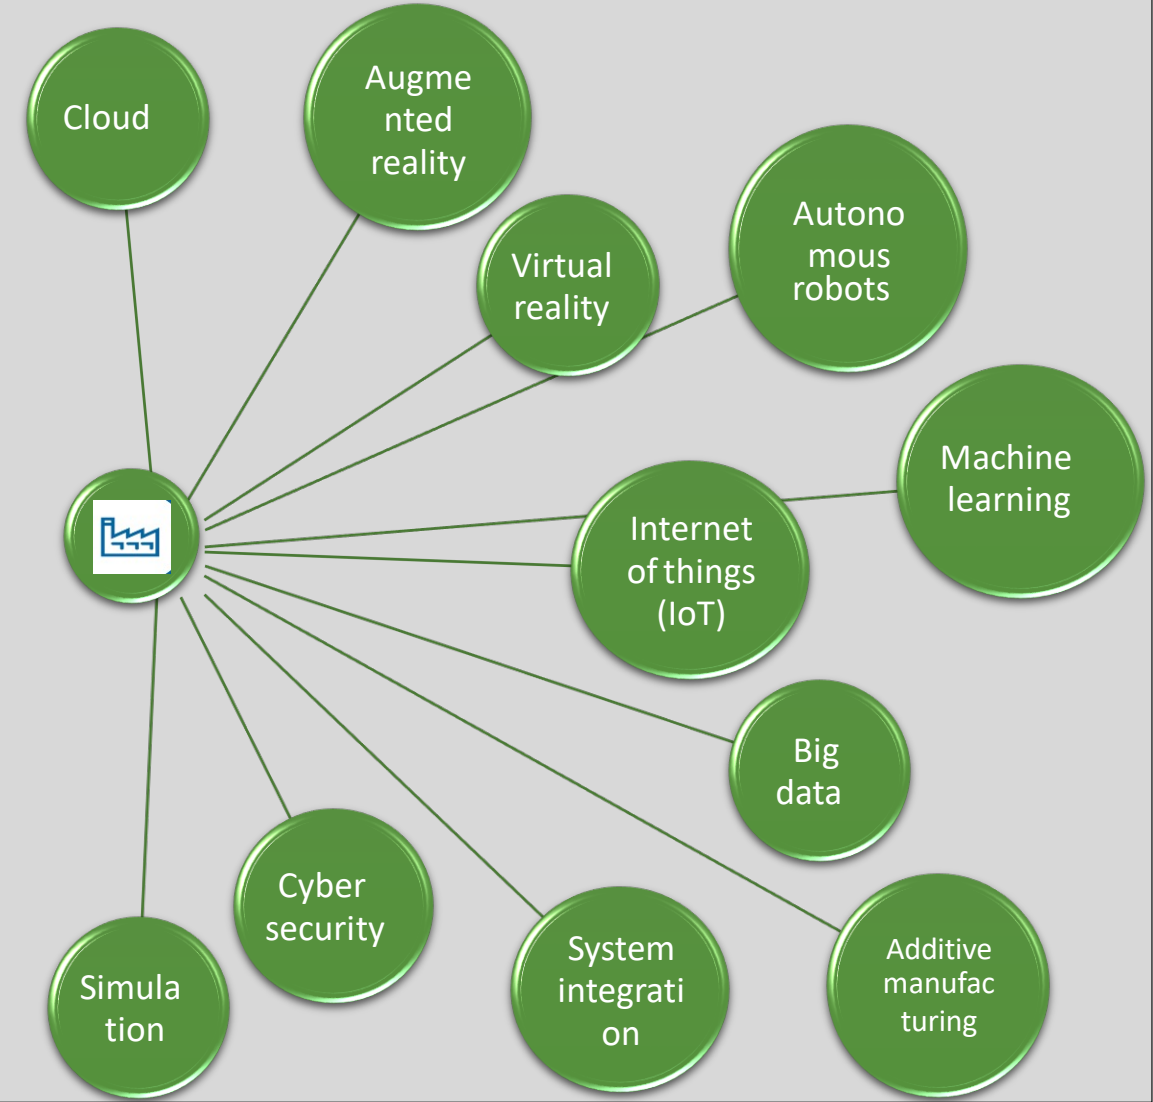 Cloud
Augme
nted
reality
Virtual
reality
Autono
mous
robots
Machine
learning
Internet
of things
(IoT)
Big
data
Cyber
security
Simula
tion
System
integrati
on
Additive
manufac
turing